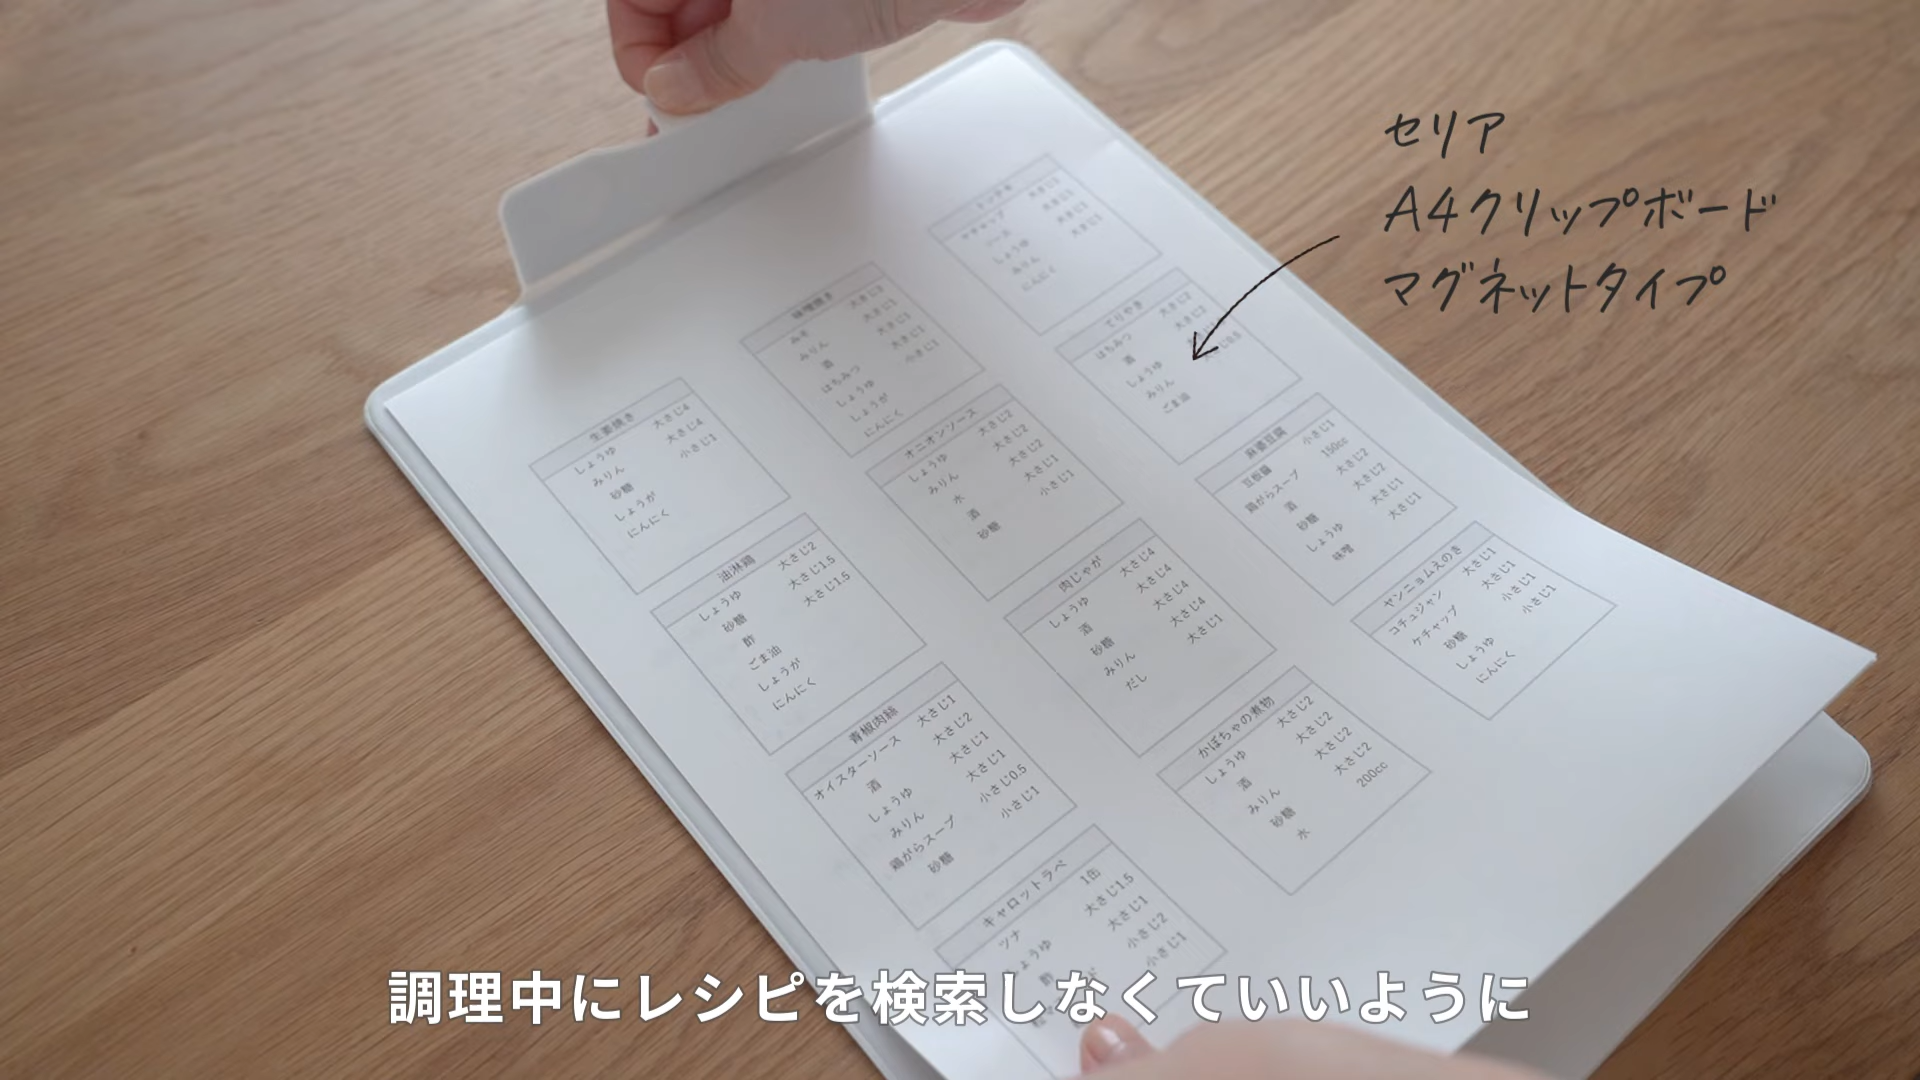 セリア
A4クリップボード
マグネットタイプ
生姜焼き
しょうゆ 大さじ4
みりん 大さじ4
砂糖 小さじ1
しょうが
にんにく
油淋鶏
しょうゆ 大さじ2
砂糖 大さじ1.5
酢 大さじ1.5
ごま油
しょうが
にんにく
青椒肉絲
オイスターソース 大さじ1
酒 大さじ2
しょうゆ 大さじ1
みりん 大さじ1
鶏がらスープ 小さじ0.5
砂糖 小さじ1
キャロットラペ
ツナ 1缶
大さじ1.5
酢 大さじ1
小さじ2
小さじ1
味噌焼き
みそ
みりん 大さじ1
酒 大さじ1
はちみつ 大さじ1
しょうゆ 小さじ1
しょうが
にんにく
オニオンソース
しょうゆ 大さじ2
みりん 大さじ2
水 大さじ2
酒 大さじ1
砂糖 小さじ1
肉じゃが
しょうゆ 大さじ4
酒 大さじ4
砂糖 大さじ4
みりん 大さじ4
だし 大さじ1
かぼちゃの煮物
しょうゆ 大さじ2
酒 大さじ2
みりん 大さじ2
砂糖 大さじ2
水 200cc
ケチャップ
ソース
しょうゆ
みりん
にんにく
てりやき
はちみつ 大さじ2
酒 大さじ2
しょうゆ
みりん
ごま油
麻婆豆腐
豆板醤 小さじ1
鶏がらスープ 150cc
酒 大さじ2
砂糖 大さじ2
しょうゆ 大さじ1
味噌 大さじ1
ヤンニョムえのき
コチュジャン 大さじ1
ケチャップ 大さじ1
砂糖 小さじ1
しょうゆ 小さじ1
にんにく
調理中にレシピを検索しなくていいように